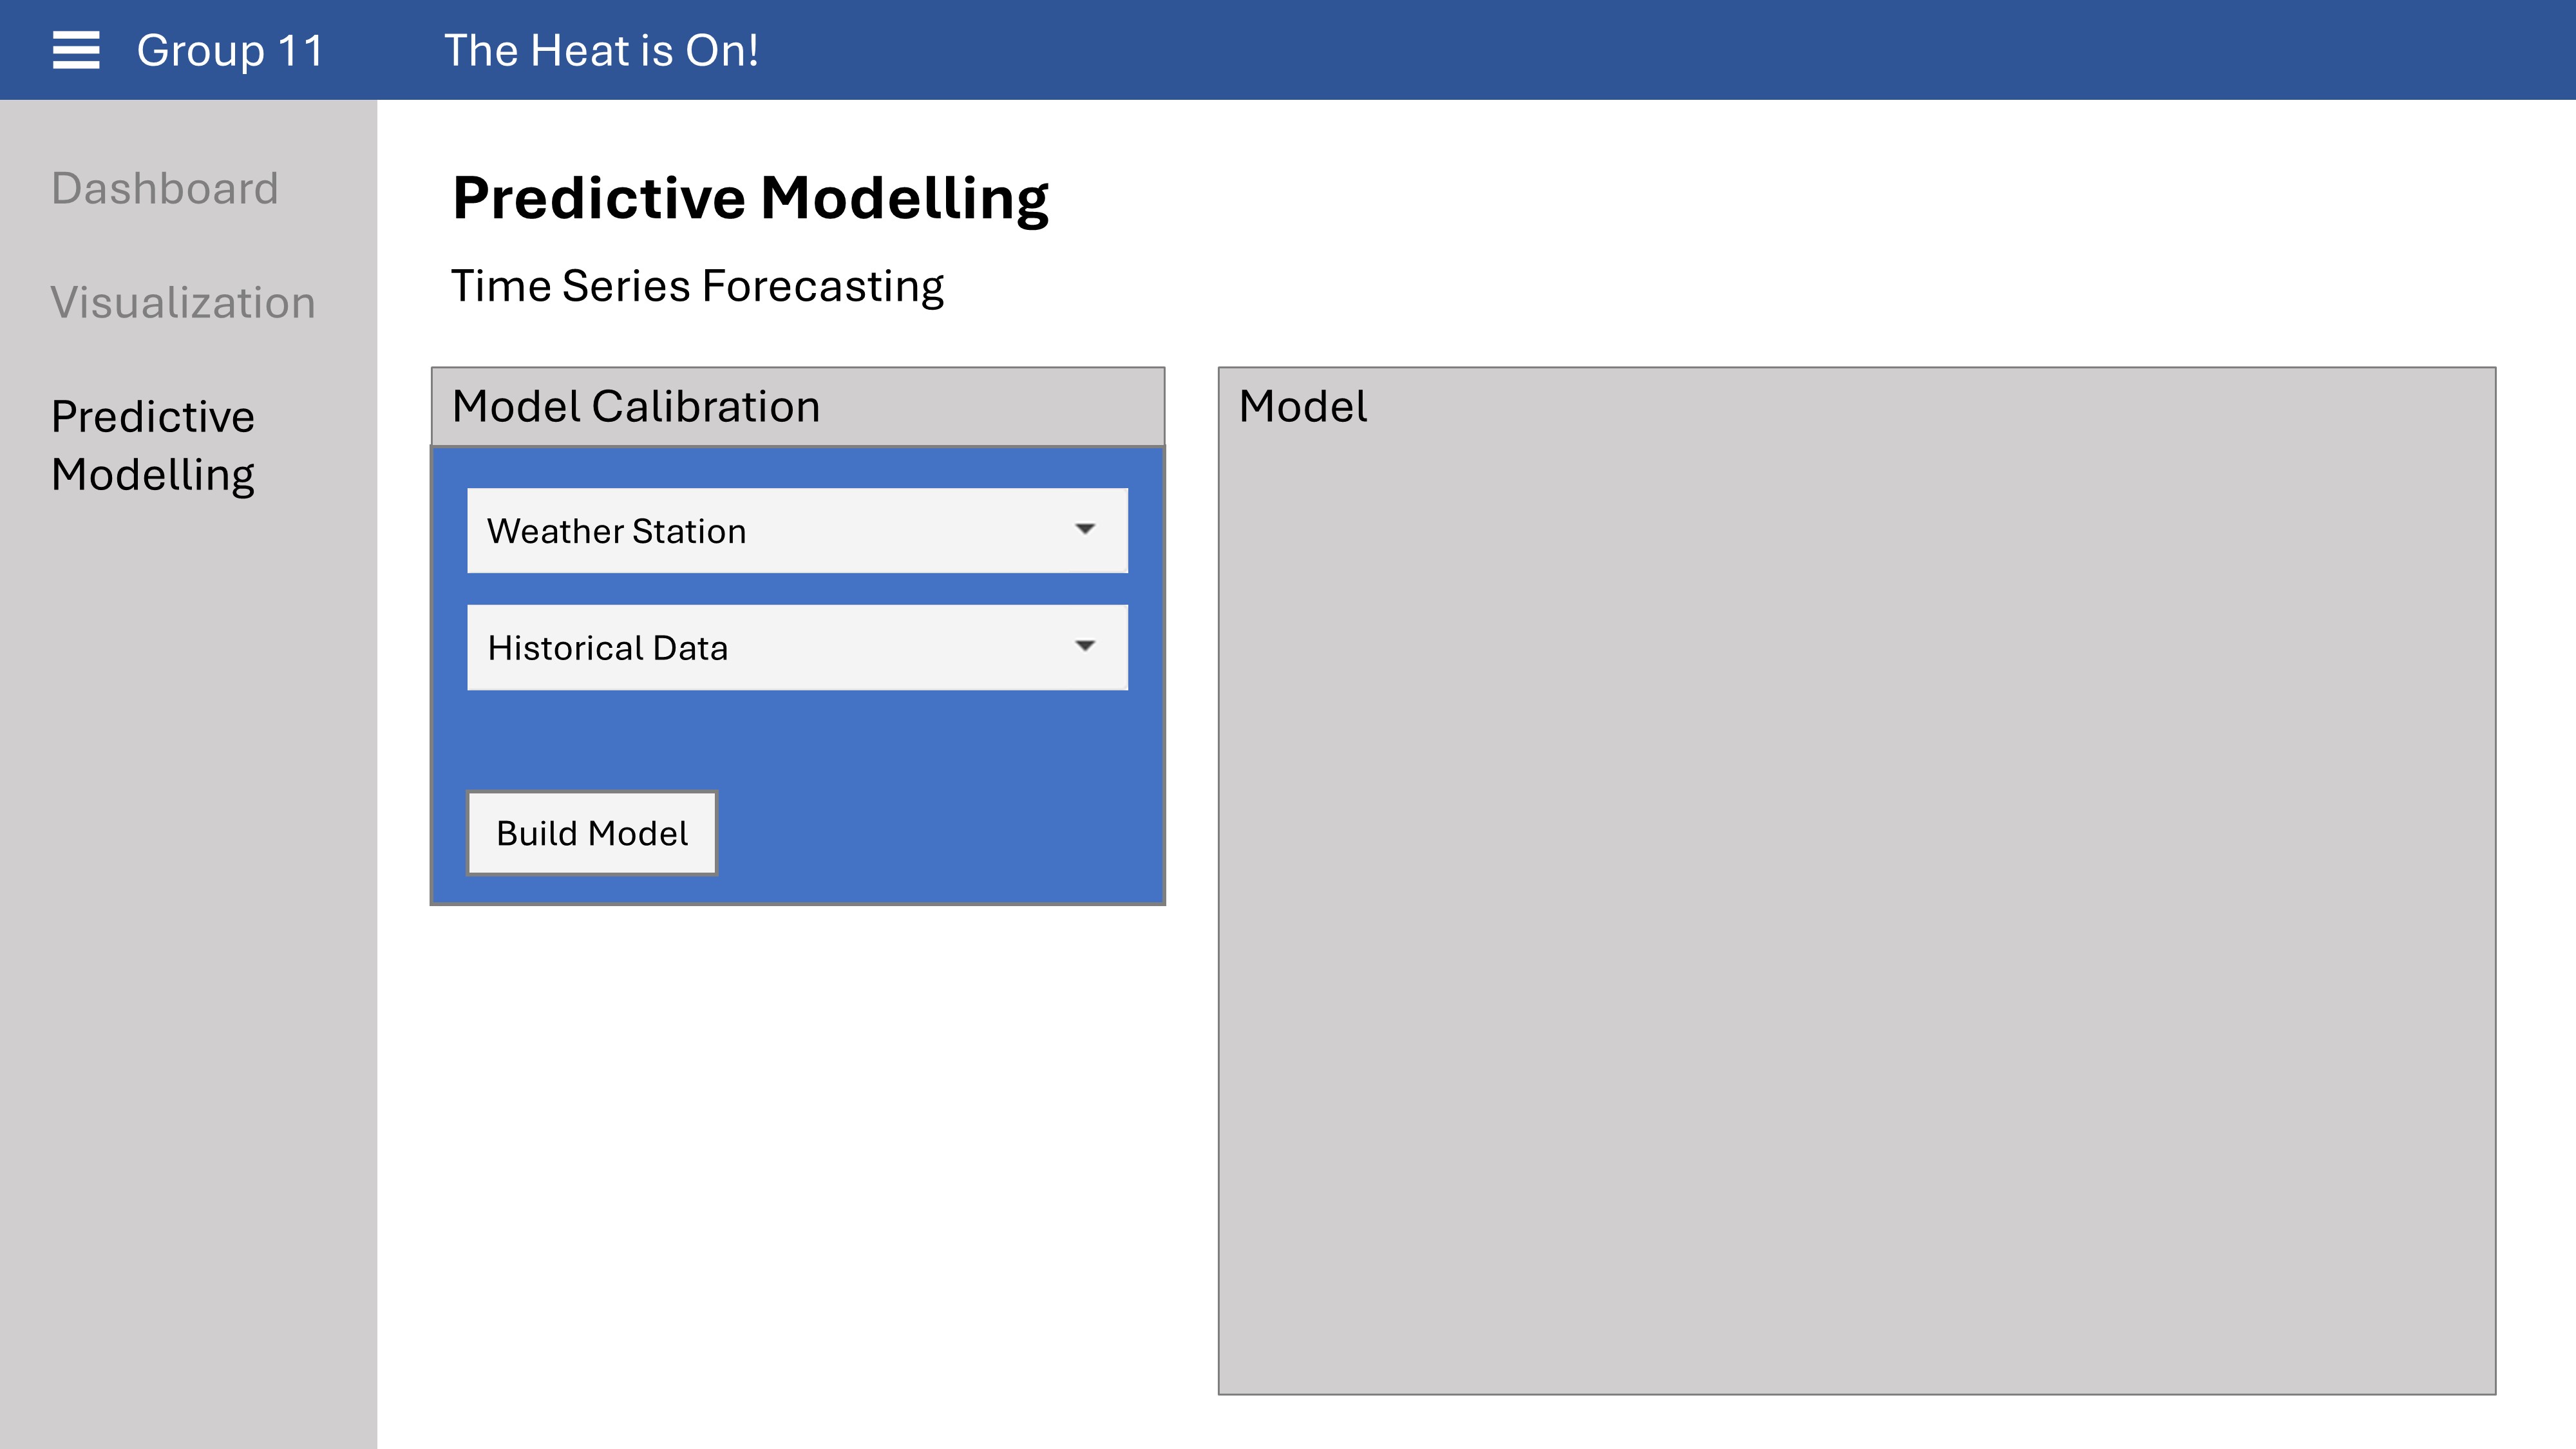 Group 11
The Heat is On!
Dashboard
Visualization
Predictive
Modelling
Predictive Modelling
Time Series Forecasting
Model Calibration
Weather Station
Historical Data
Build Model
Model